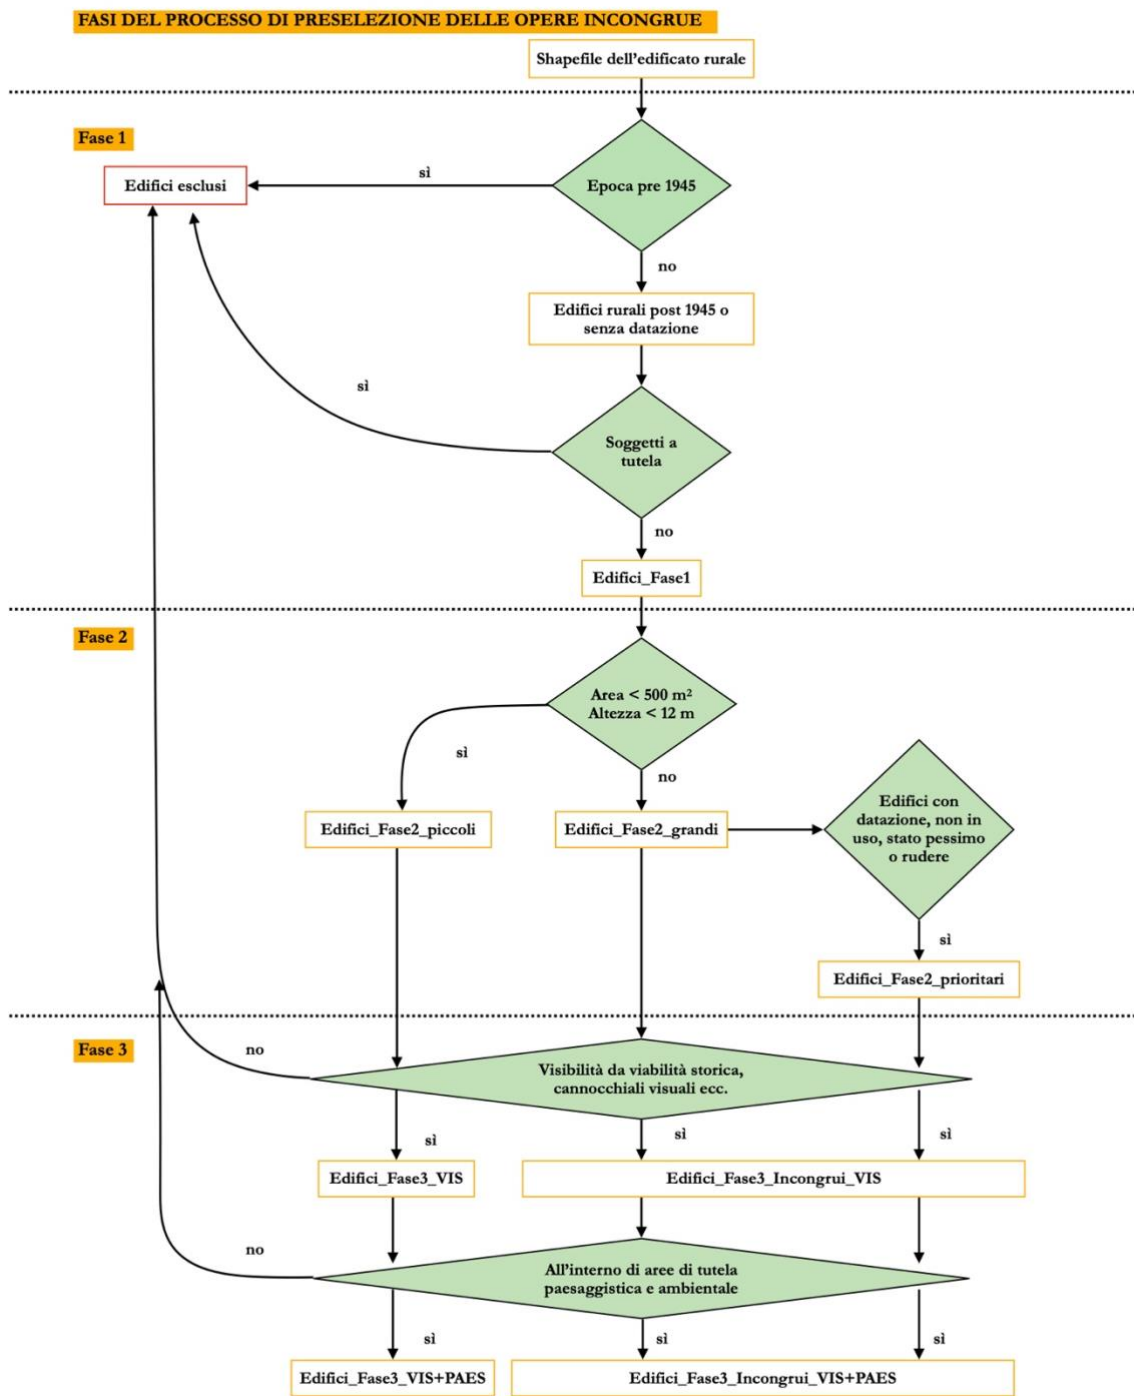 FASI DEL PROCESSO DI PRESELEZIONE DELLE OPERE INCONGRUE
Shapefile dell'edificato rurale
Fase 1
Edifici esclusi
sì
Epoca pre 1945
no
Edifici rurali post 1945 o
senza datazione
sì
Soggetti a
tutela
no
Edifici_Fase1
Fase 2
Area < 500 m²
Altezza < 12 m
sì
no
Edifici_Fase2_piccoli
Edifici_Fase2_grandi
Edifici con
datazione, non in
uso, stato pessimo
o rudere
sì
Edifici_Fase2_prioritari
Fase 3
no
Visibilità da viabilità storica,
cannocchiali visuali ecc.
sì
sì
sì
Edifici_Fase3_VIS
Edifici_Fase3_Incongrui_VIS
no
All'interno di aree di tutela
paesaggistica e ambientale
sì
sì
sì
Edifici_Fase3_VIS+PAES
Edifici_Fase3_Incongrui_VIS+PAES